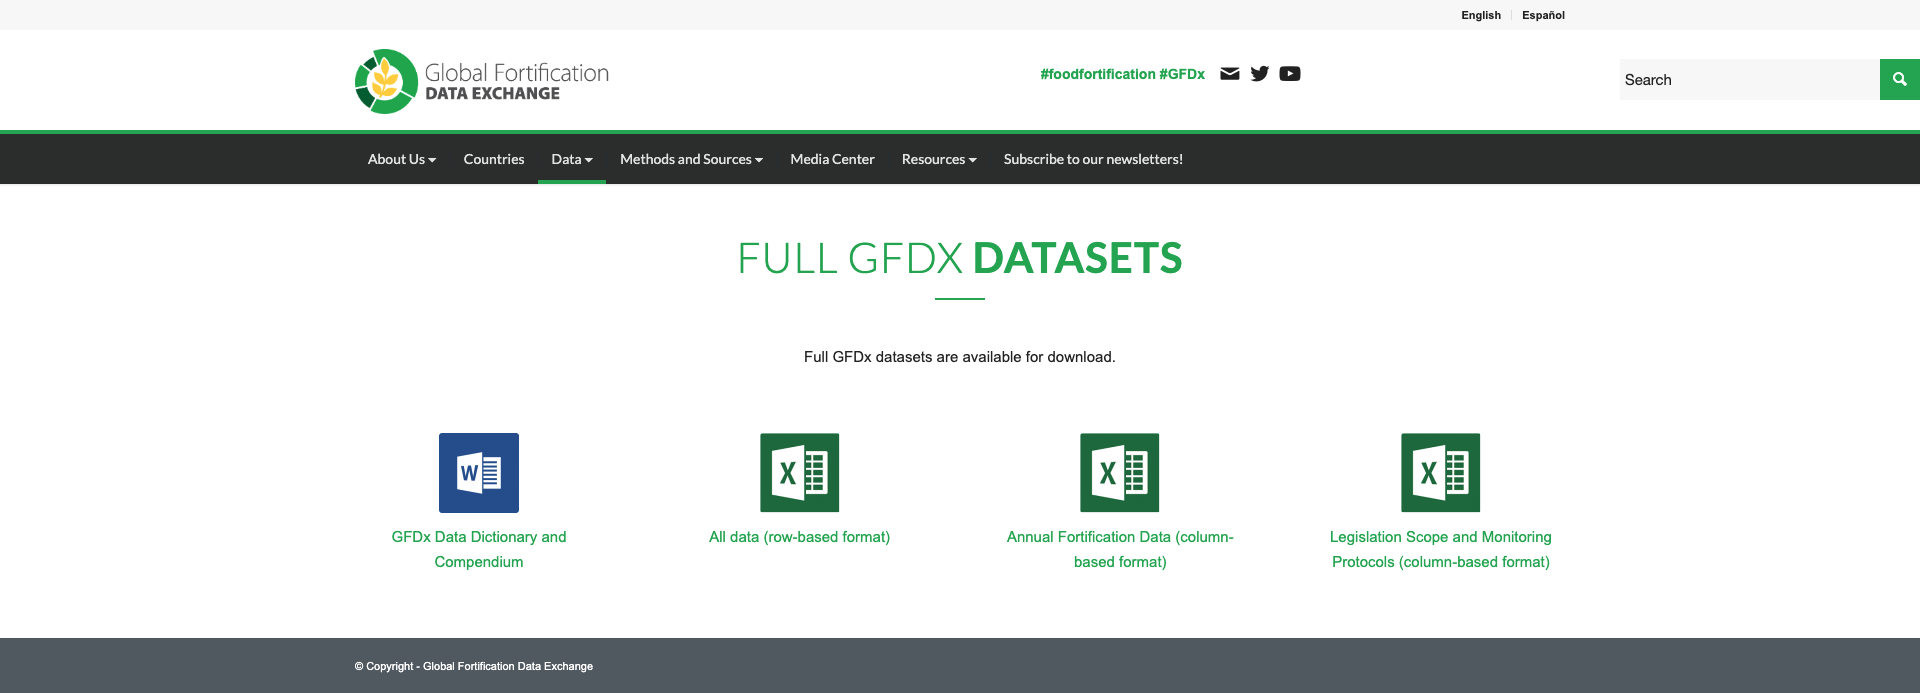 English Español
Global Fortification
DATA EXCHANGE
#foodfortification #GFDx
Search
About Us Countries Data Methods and Sources Media Center Resources Subscribe to our newsletters!
FULL GFDX DATASETS
Full GFDx datasets are available for download.
W
X
X
X
GFDx Data Dictionary and
Compendium
All data (row-based format)
Annual Fortification Data (column-
based format)
Legislation Scope and Monitoring
Protocols (column-based format)
© Copyright - Global Fortification Data Exchange